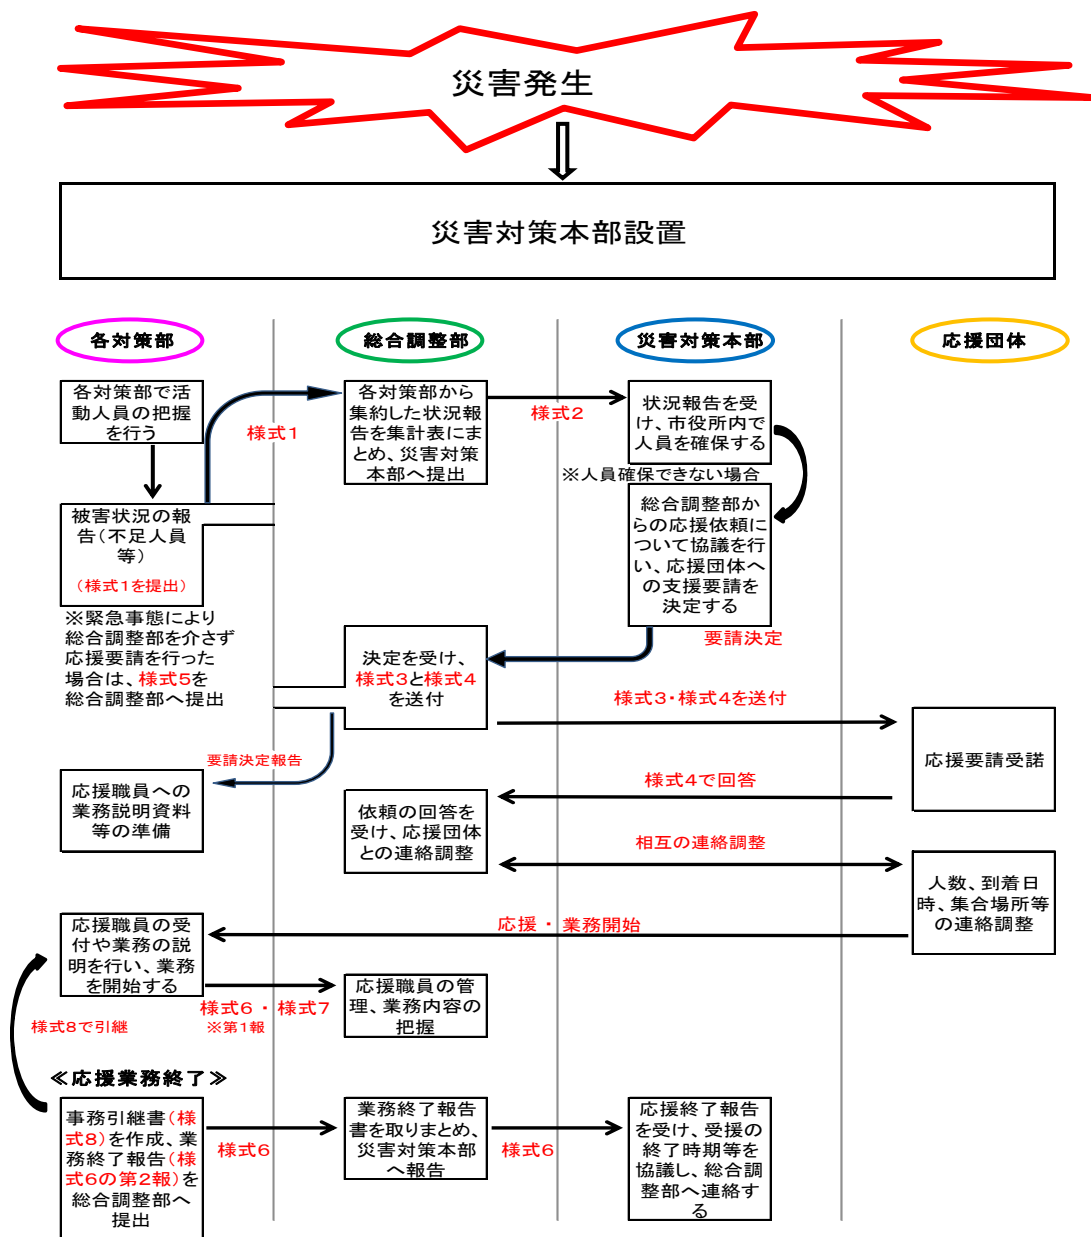 災害発生
災害対策本部設置
各対策部
総合調整部
災害対策本部
応援団体
各対策部で活
動人員の把握
を行う
様式1
各対策部から
集約した状況報
告を集計表にま
とめ、災害対策
本部へ提出
様式2
状況報告を受
け、市役所内で
人員を確保する
※人員確保できない場合
被害状況の報
告(不足人員
等)
(様式1を提出)
総合調整部か
らの応援依頼に
ついて協議を行
い、応援団体へ
の支援要請を
決定する
※緊急事態により
総合調整部を介さず
応援要請を行った
場合は、様式5を
総合調整部へ提出
要請決定
決定を受け、
様式3と様式4
を送付
様式3・様式4を送付
応援要請受諾
要請決定報告
様式4で回答
応援職員への
業務説明資料
等の準備
依頼の回答を
受け、応援団体
との連絡調整
相互の連絡調整
人数、到着日
時、集合場所等
の連絡調整
応援 ・ 業務開始
応援職員の受
付や業務の説
明を行い、業務
を開始する
様式6 ・ 様式7
※第1報
応援職員の管
理、業務内容の
把握
様式8で引継
≪応援業務終了≫
事務引継書(様
式8)を作成、業
務終了報告(様
式6の第2報)を
総合調整部へ
提出
様式6
業務終了報告
書を取りまとめ、
災害対策本部
へ報告
様式6
応援終了報告
を受け、受援の
終了時期等を
協議し、総合調
整部へ連絡す
る